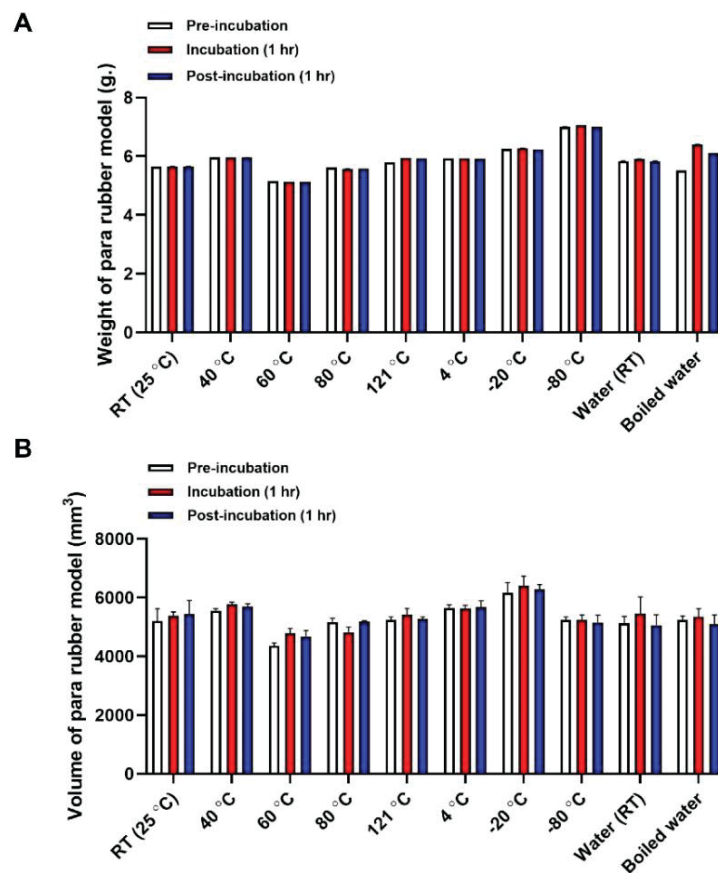 A
Pre-incubation
Incubation (1 hr)
Post-incubation (1 hr)
Weight of para rubber model (g.)
8
6
4
2
0
RT (25 °C)
40 °C
60 °C
80 °C
121 °C
4 °C
-20 °C
-80 °C
Water (RT)
Boiled water
B
Pre-incubation
Incubation (1 hr)
Post-incubation (1 hr)
Volume of para rubber model (mm³)
8000
6000
4000
2000
0
RT (25 °C)
40 °C
60 °C
80 °C
121 °C
4 °C
-20 °C
-80 °C
Water (RT)
Boiled water